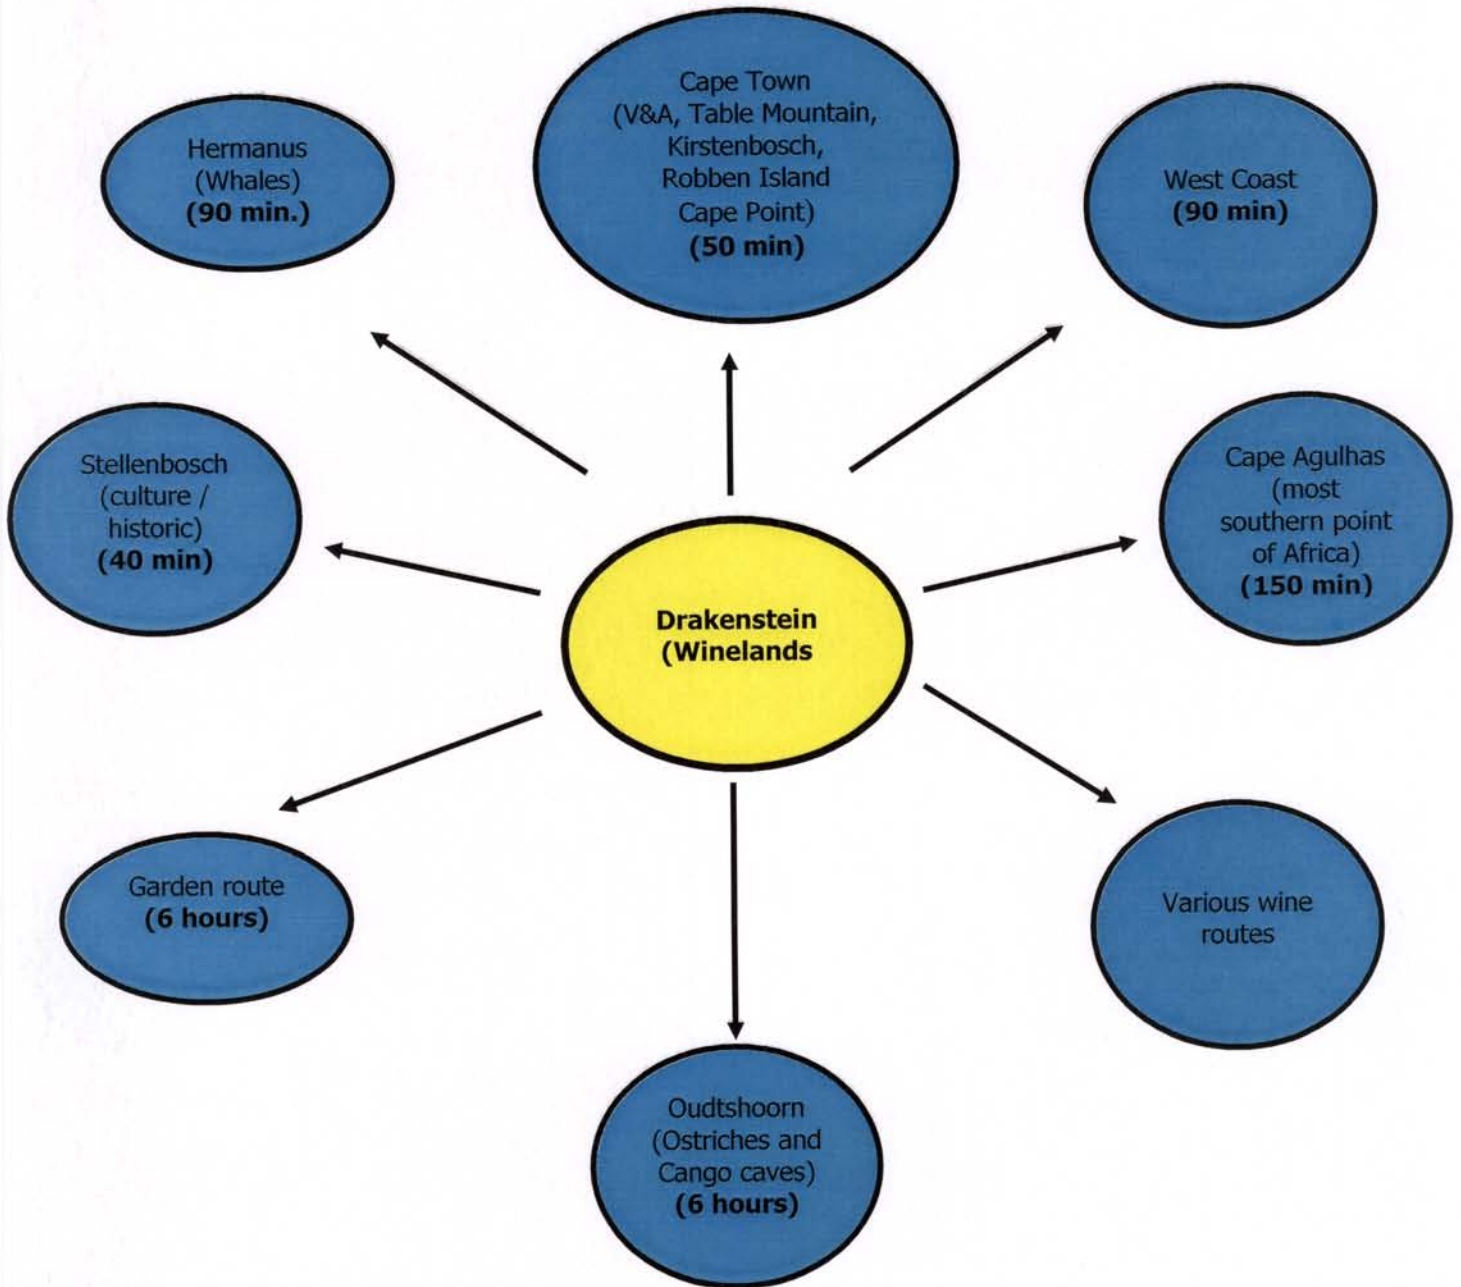 Cape Town
(V&A, Table Mountain,
Kirstenbosch,
Robben Island
Cape Point)
(50 min)
Hermanus
(Whales)
(90 min.)
West Coast
(90 min)
Stellenbosch
(culture /
historic)
(40 min)
Cape Agulhas
(most
southern point
of Africa)
(150 min)
Drakenstein
(Winelands
Garden route
(6 hours)
Various wine
routes
Oudtshoorn
(Ostriches and
Cango caves)
(6 hours)